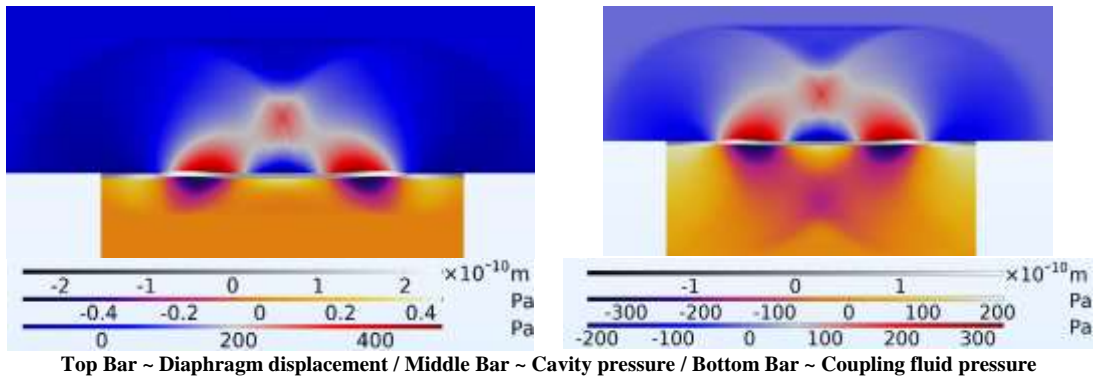 -2 -1 0 1 2 ×10⁻¹⁰m
-0.4 -0.2 0 0.2 0.4 Pa
0 200 400 Pa
-1 0 1 ×10⁻¹⁰m
-300 -200 -100 0 100 200 Pa
-200 -100 0 100 200 300 Pa
Top Bar ~ Diaphragm displacement / Middle Bar ~ Cavity pressure / Bottom Bar ~ Coupling fluid pressure